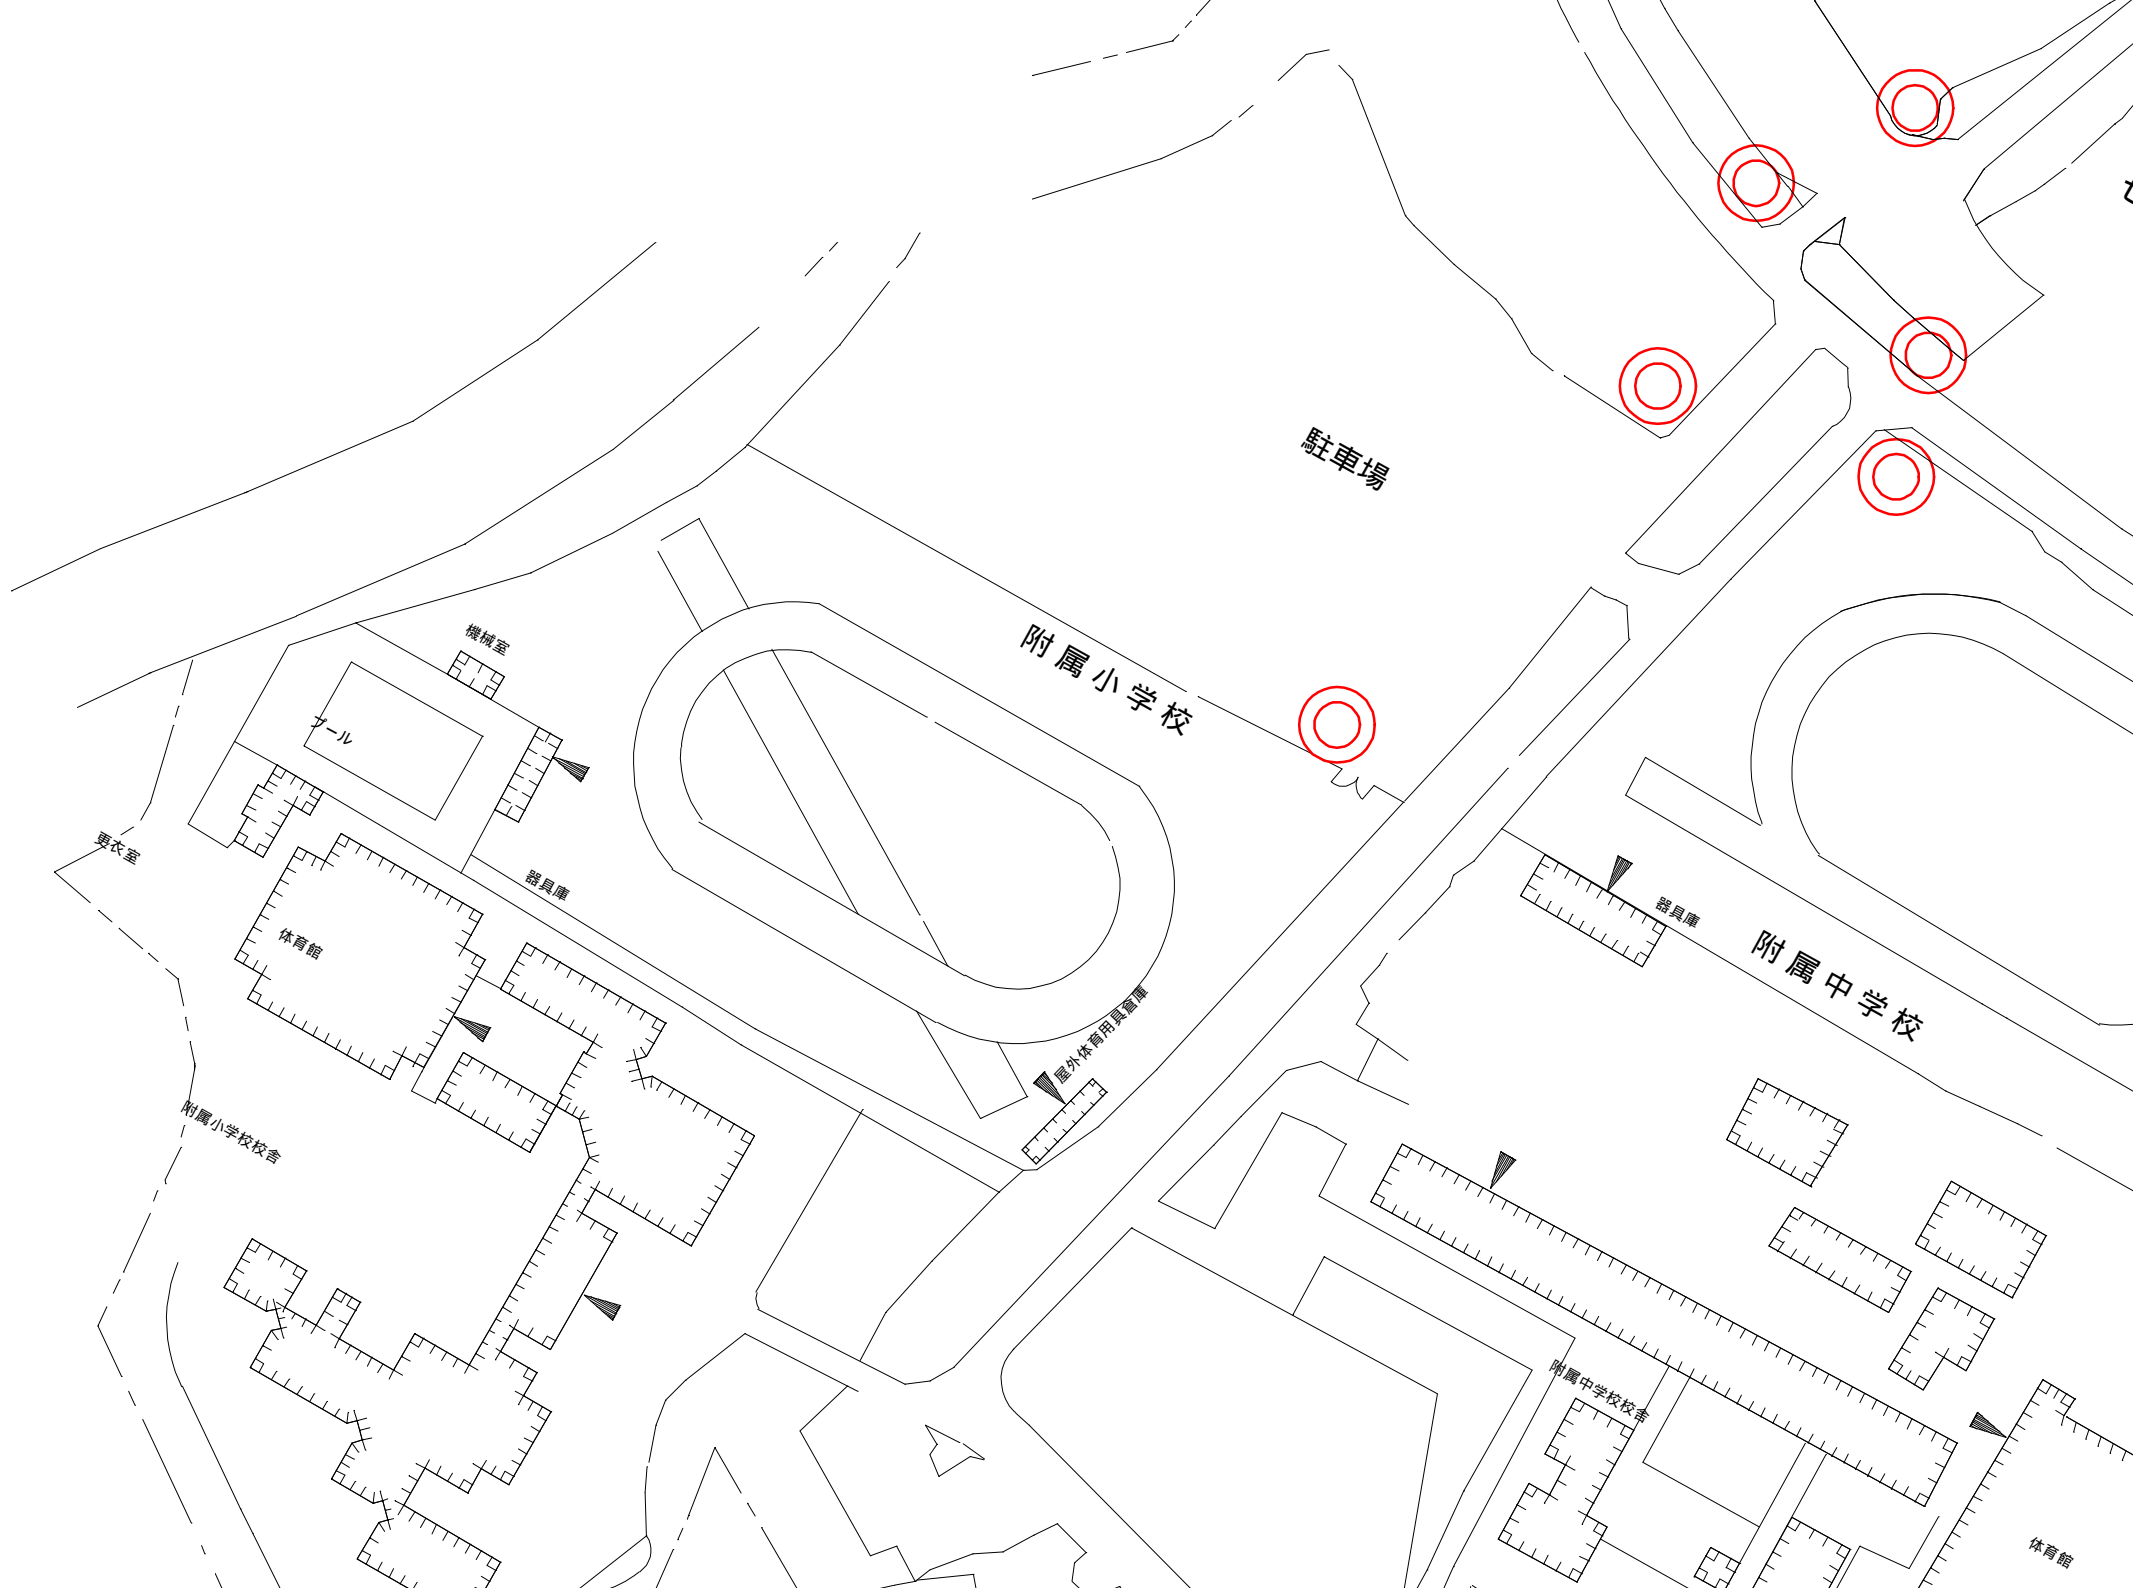 駐車場
附属小学校
機械室
プール
更衣室
器具庫
体育館
屋外体育用具倉庫
附属小学校校舎
器具庫
附属中学校
附属中学校校舎
体育館